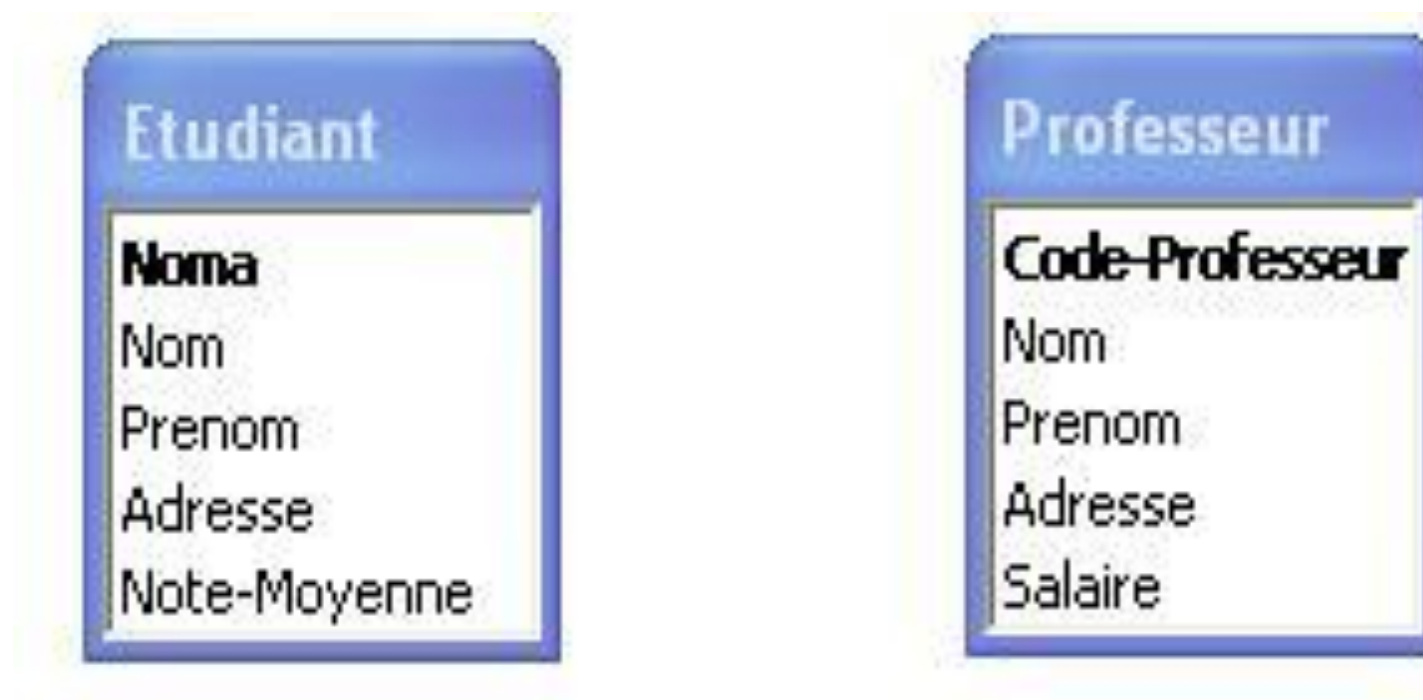 Etudiant
Noma
Nom
Prenom
Adresse
Note-Moyenne
Professeur
Code-Professeur
Nom
Prenom
Adresse
Salaire